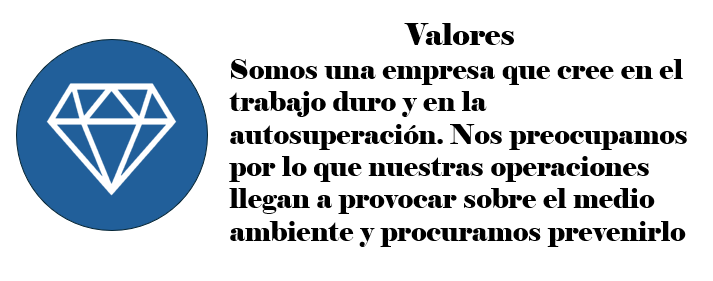 Valores
Somos una empresa que cree en el
trabajo duro y en la
autosuperación. Nos preocupamos
por lo que nuestras operaciones
llegan a provocar sobre el medio
ambiente y procuramos prevenirlo